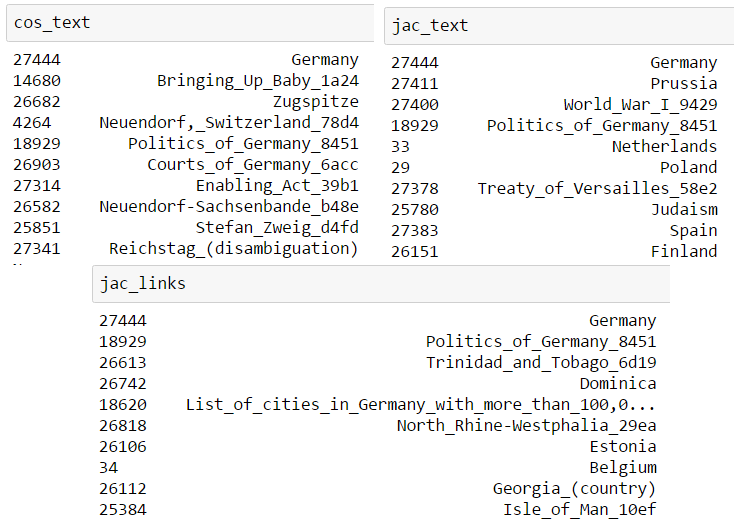 cos_text
27444 Germany
14680 Bringing_Up_Baby_1a24
26682 Zugspitze
4264 Neuendorf,_Switzerland_78d4
18929 Politics_of_Germany_8451
26903 Courts_of_Germany_6acc
27314 Enabling_Act_39b1
26582 Neuendorf-Sachsenbande_b48e
25851 Stefan_Zweig_d4fd
27341 Reichstag_(disambiguation)
jac_text
27444 Germany
27411 Prussia
27400 World_War_I_9429
18929 Politics_of_Germany_8451
33 Netherlands
29 Poland
27378 Treaty_of_Versailles_58e2
25780 Judaism
27383 Spain
26151 Finland
jac_links
27444 Germany
18929 Politics_of_Germany_8451
26613 Trinidad_and_Tobago_6d19
26742 Dominica
18620 List_of_cities_in_Germany_with_more_than_100,0...
26818 North_Rhine-Westphalia_29ea
26106 Estonia
34 Belgium
26112 Georgia_(country)
25384 Isle_of_Man_10ef